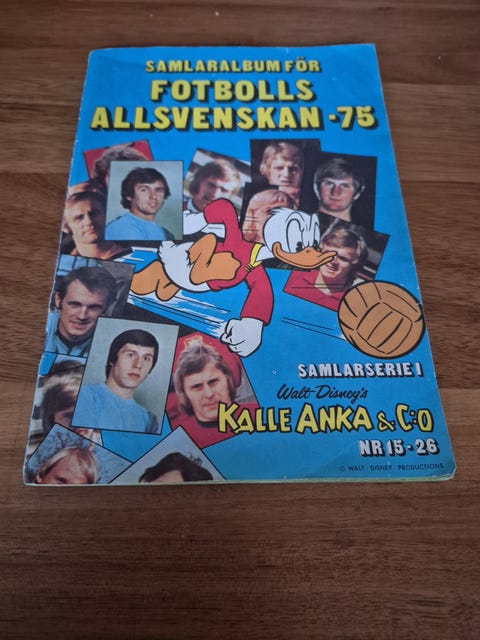 SAMLARALBUM FÖR
FOTBOLLS
ALLSVENSKAN -75
SAMLARSERIE I
Walt Disney's
KALLE ANKA & C:O
NR 15-26
© WALT DISNEY PRODUCTIONS